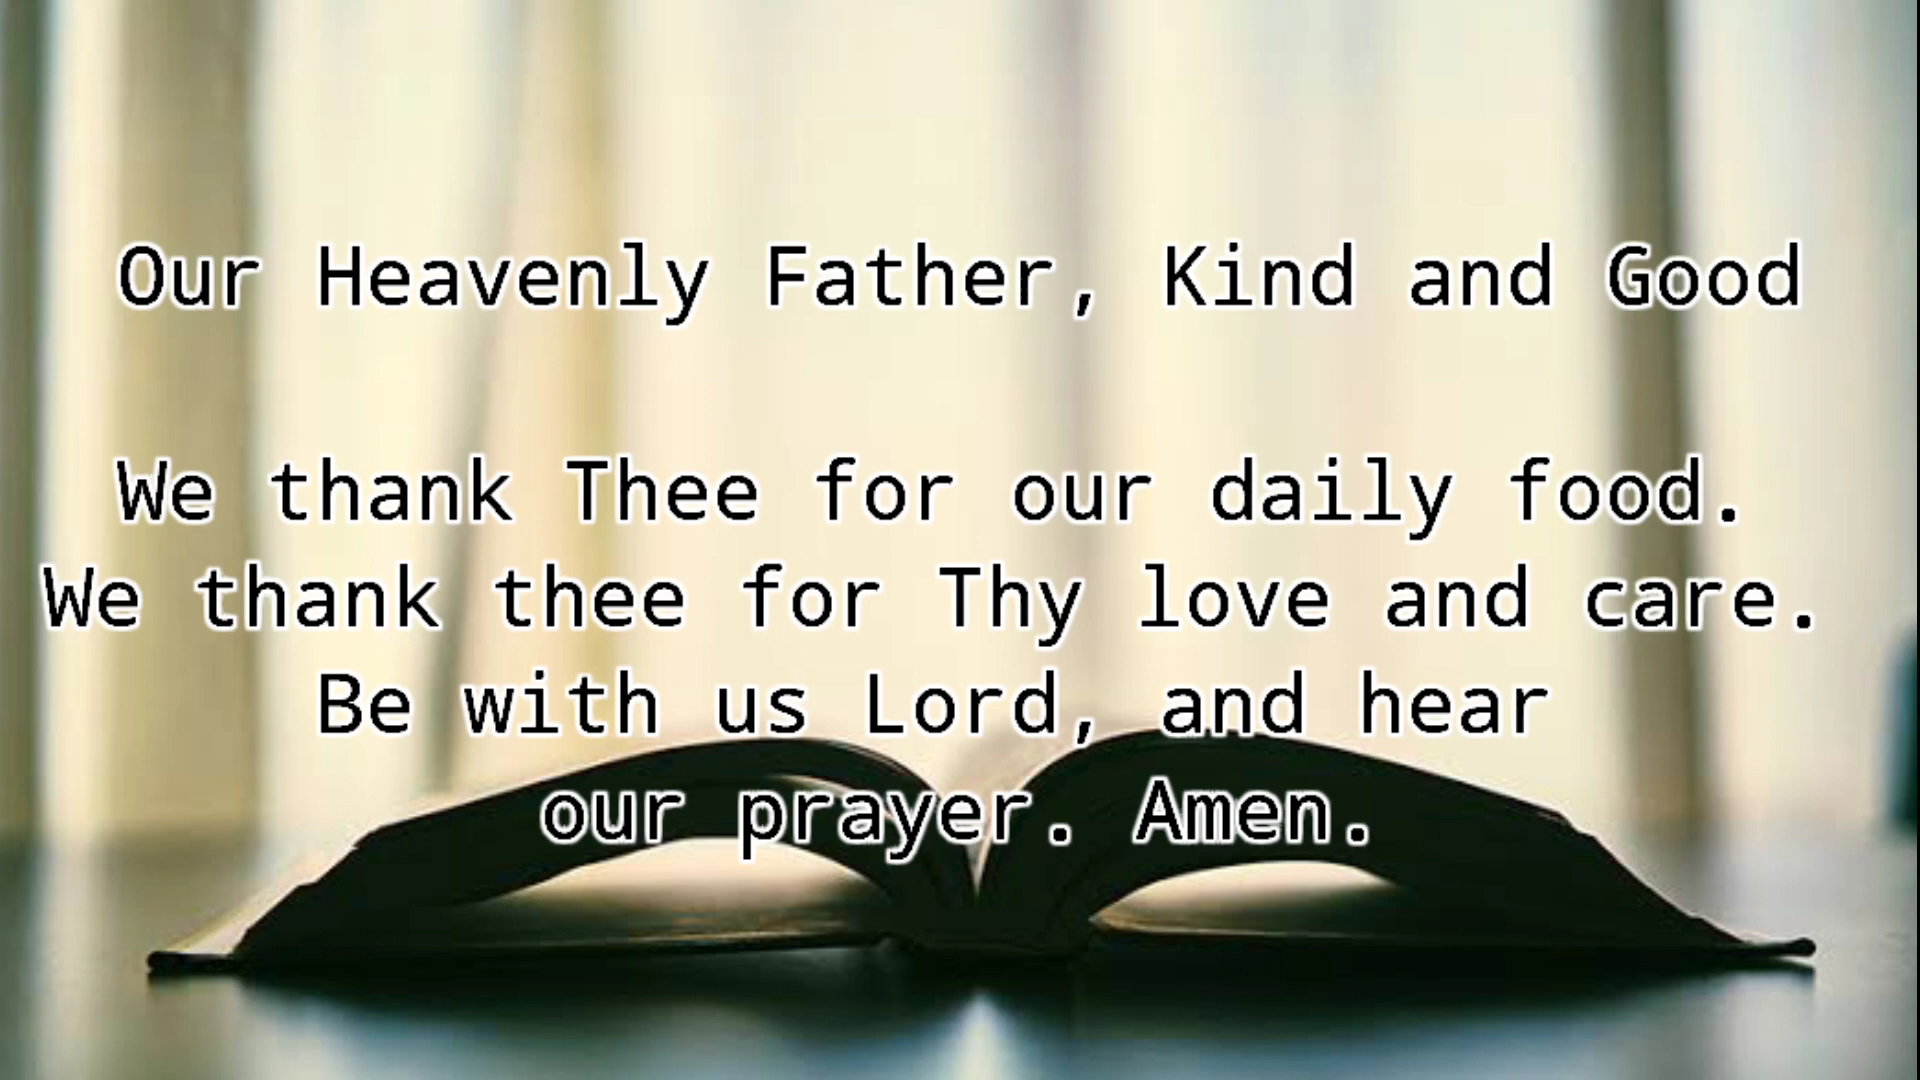 Our Heavenly Father, Kind and Good
We thank Thee for our daily food.
We thank thee for Thy love and care.
Be with us Lord, and hear
our prayer. Amen.